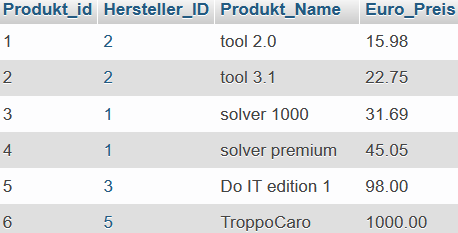 Produkt_id Hersteller_ID Produkt_Name Euro_Preis
1 2 tool 2.0 15.98
2 2 tool 3.1 22.75
3 1 solver 1000 31.69
4 1 solver premium 45.05
5 3 Do IT edition 1 98.00
6 5 TroppoCaro 1000.00